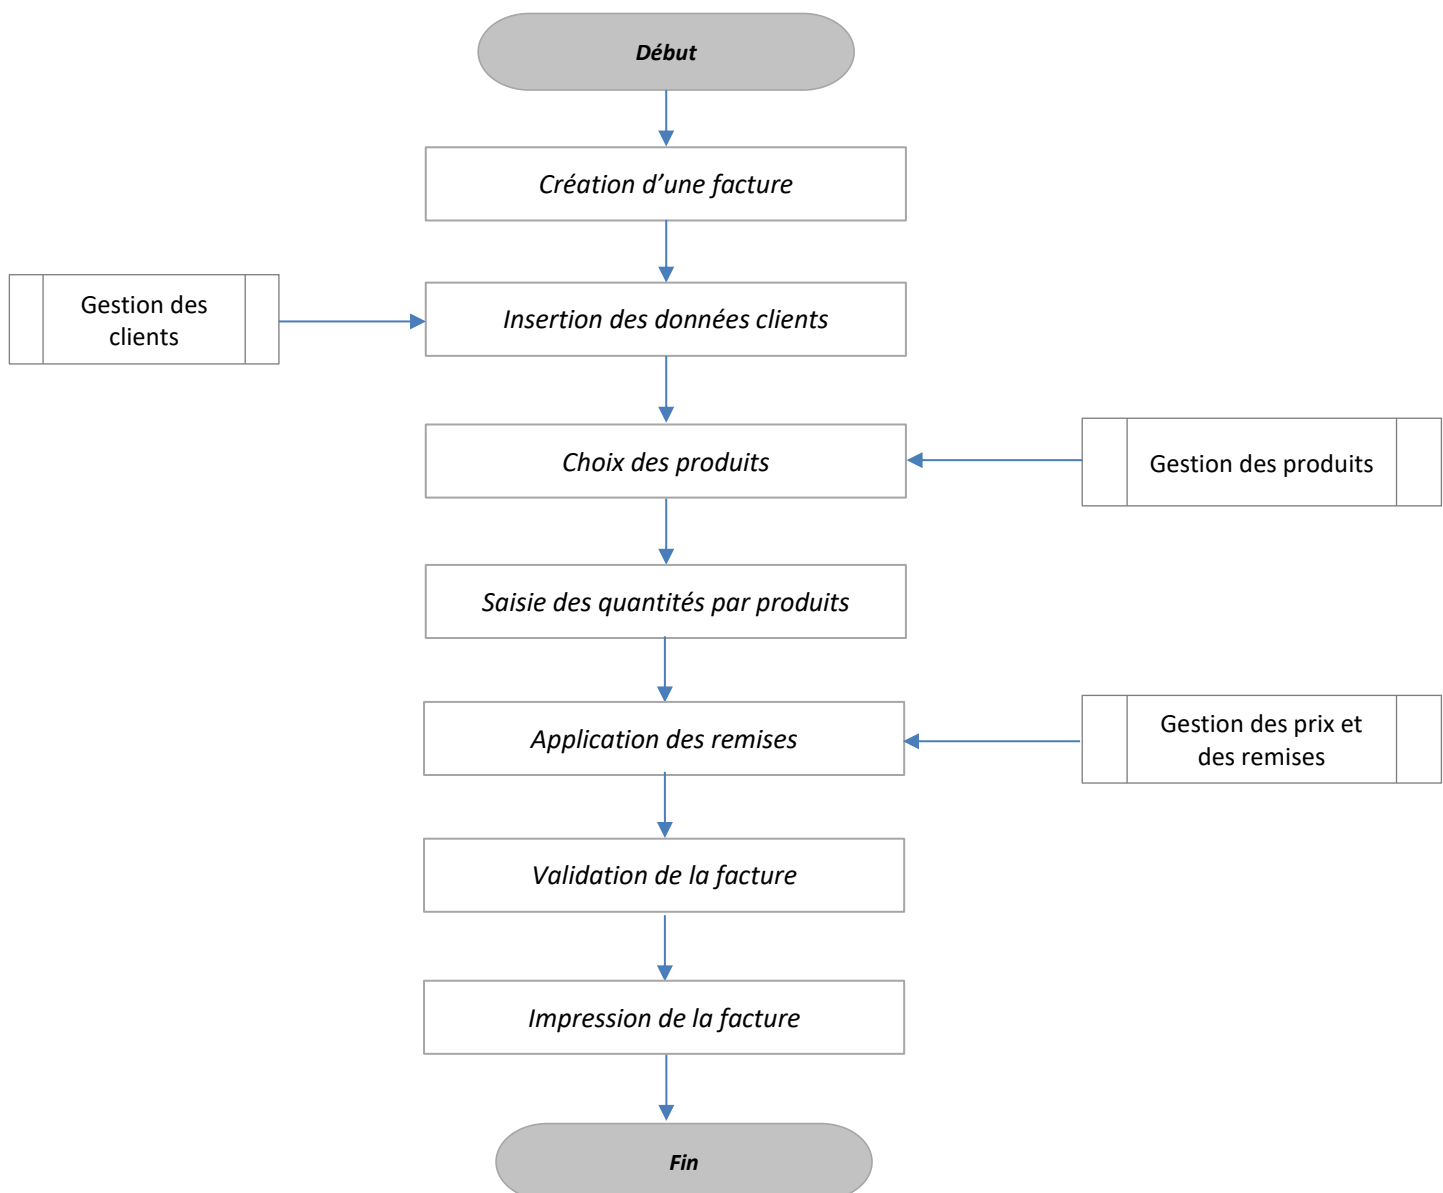 Début
Création d’une facture
Gestion des
clients
Insertion des données clients
Choix des produits
Gestion des produits
Saisie des quantités par produits
Application des remises
Gestion des prix et
des remises
Validation de la facture
Impression de la facture
Fin